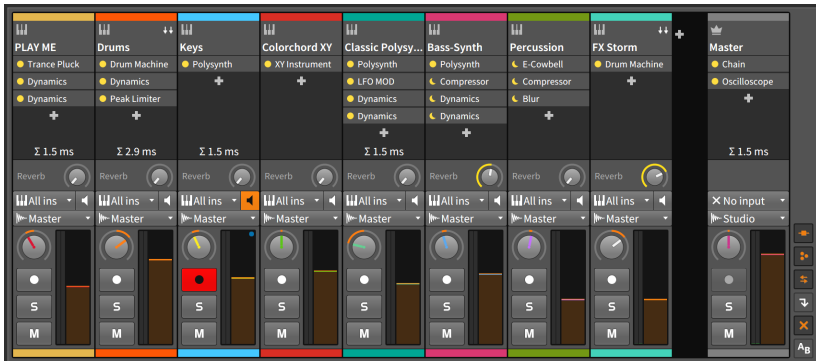 PLAY ME Drums Keys Colorchord XY Classic Polysy... Bass-Synth Percussion FX Storm Master
Trance Pluck Drum Machine Polysynth XY Instrument Polysynth Polysynth E-Cowbell Drum Machine Chain
Dynamics Dynamics LFO MOD Compressor Compressor Oscilloscope
Dynamics Peak Limiter Dynamics Dynamics Blur
Dynamics Dynamics
Σ 1.5 ms Σ 2.9 ms Σ 1.5 ms Σ 1.5 ms Σ 1.5 ms
Reverb Reverb Reverb Reverb Reverb Reverb Reverb Reverb
All ins All ins All ins All ins All ins All ins All ins All ins No input
Master Master Master Master Master Master Master Master Studio
S S S S S S S S S
M M M M M M M M M
AB